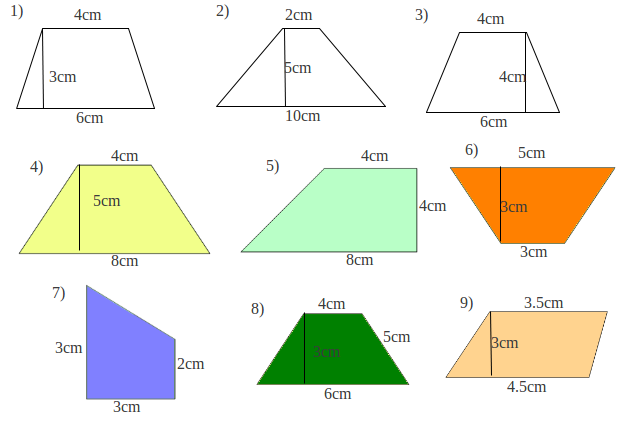 1) 4cm
3cm
6cm
2) 2cm
5cm
10cm
3) 4cm
4cm
6cm
4) 4cm
5cm
8cm
5) 4cm
4cm
8cm
6) 5cm
3cm
3cm
7)
3cm
2cm
3cm
8) 4cm
5cm
3cm
6cm
9) 3.5cm
3cm
4.5cm